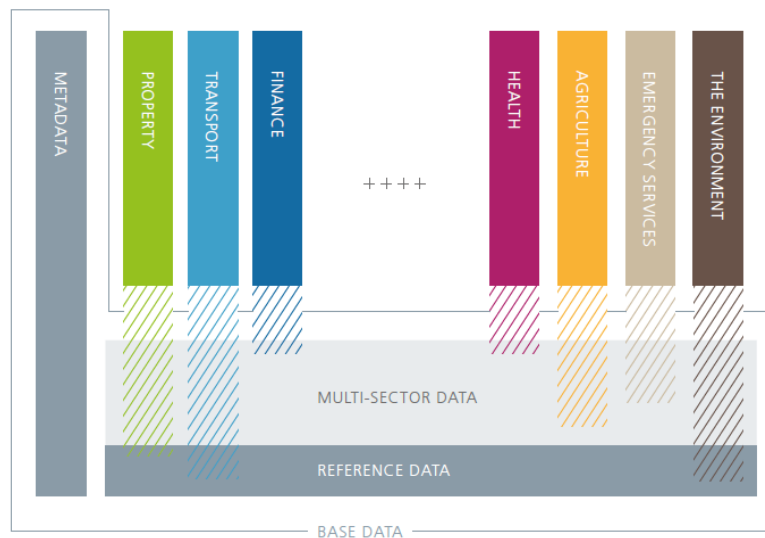 METADATA
PROPERTY
TRANSPORT
FINANCE
++++
HEALTH
AGRICULTURE
EMERGENCY SERVICES
THE ENVIRONMENT
MULTI-SECTOR DATA
REFERENCE DATA
BASE DATA